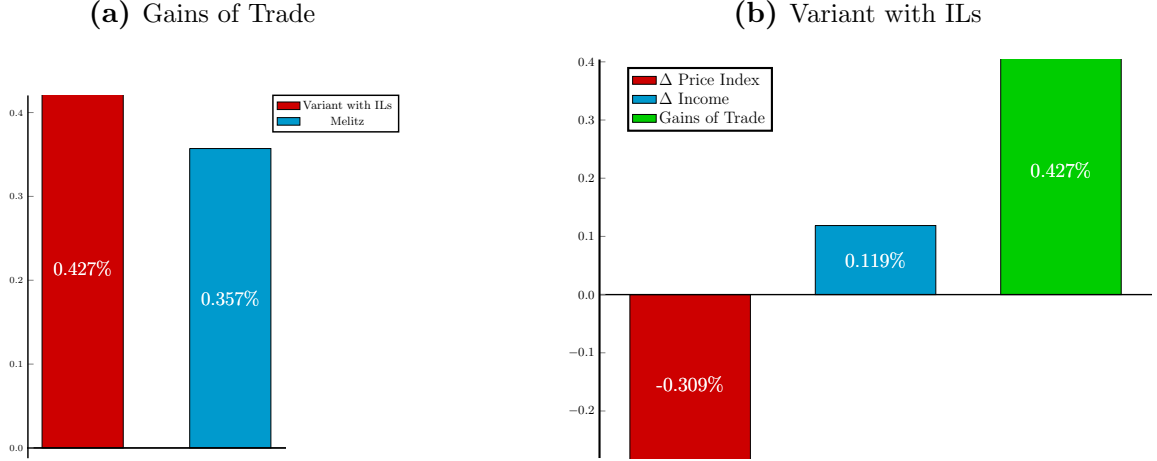 (a) Gains of Trade
0.4
0.3
0.2
0.1
0.0
Variant with ILs
Melitz
0.427%
0.357%
(b) Variant with ILs
0.4
0.3
0.2
0.1
0.0
−0.1
−0.2
Δ Price Index
Δ Income
Gains of Trade
-0.309%
0.119%
0.427%